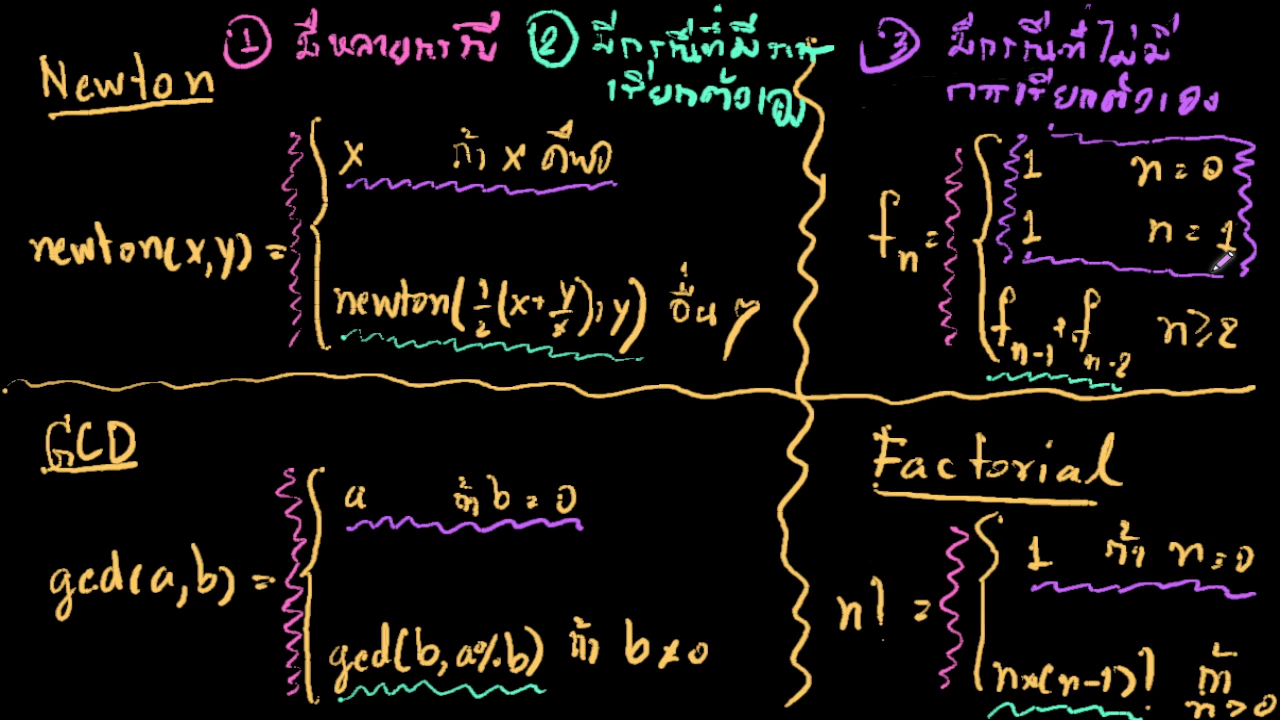 ① มีหลายกรณี
② มีกรณีที่มีการ
เรียกตัวเอง
③ มีกรณีที่ไม่มี
การเรียกตัวเอง
Newton
newton(x,y) =
x ถ้า x ดีพอ
newton(1/2(x+y/x), y) อื่น ๆ
f_n =
1 n = 0
1 n = 1
f_n-1 + f_n-2 n ≥ 2
GCD
gcd(a,b) =
a ถ้า b = 0
gcd(b, a%b) ถ้า b ≠ 0
Factorial
n! =
1 ถ้า n = 0
n×(n-1)! ถ้า
n > 0